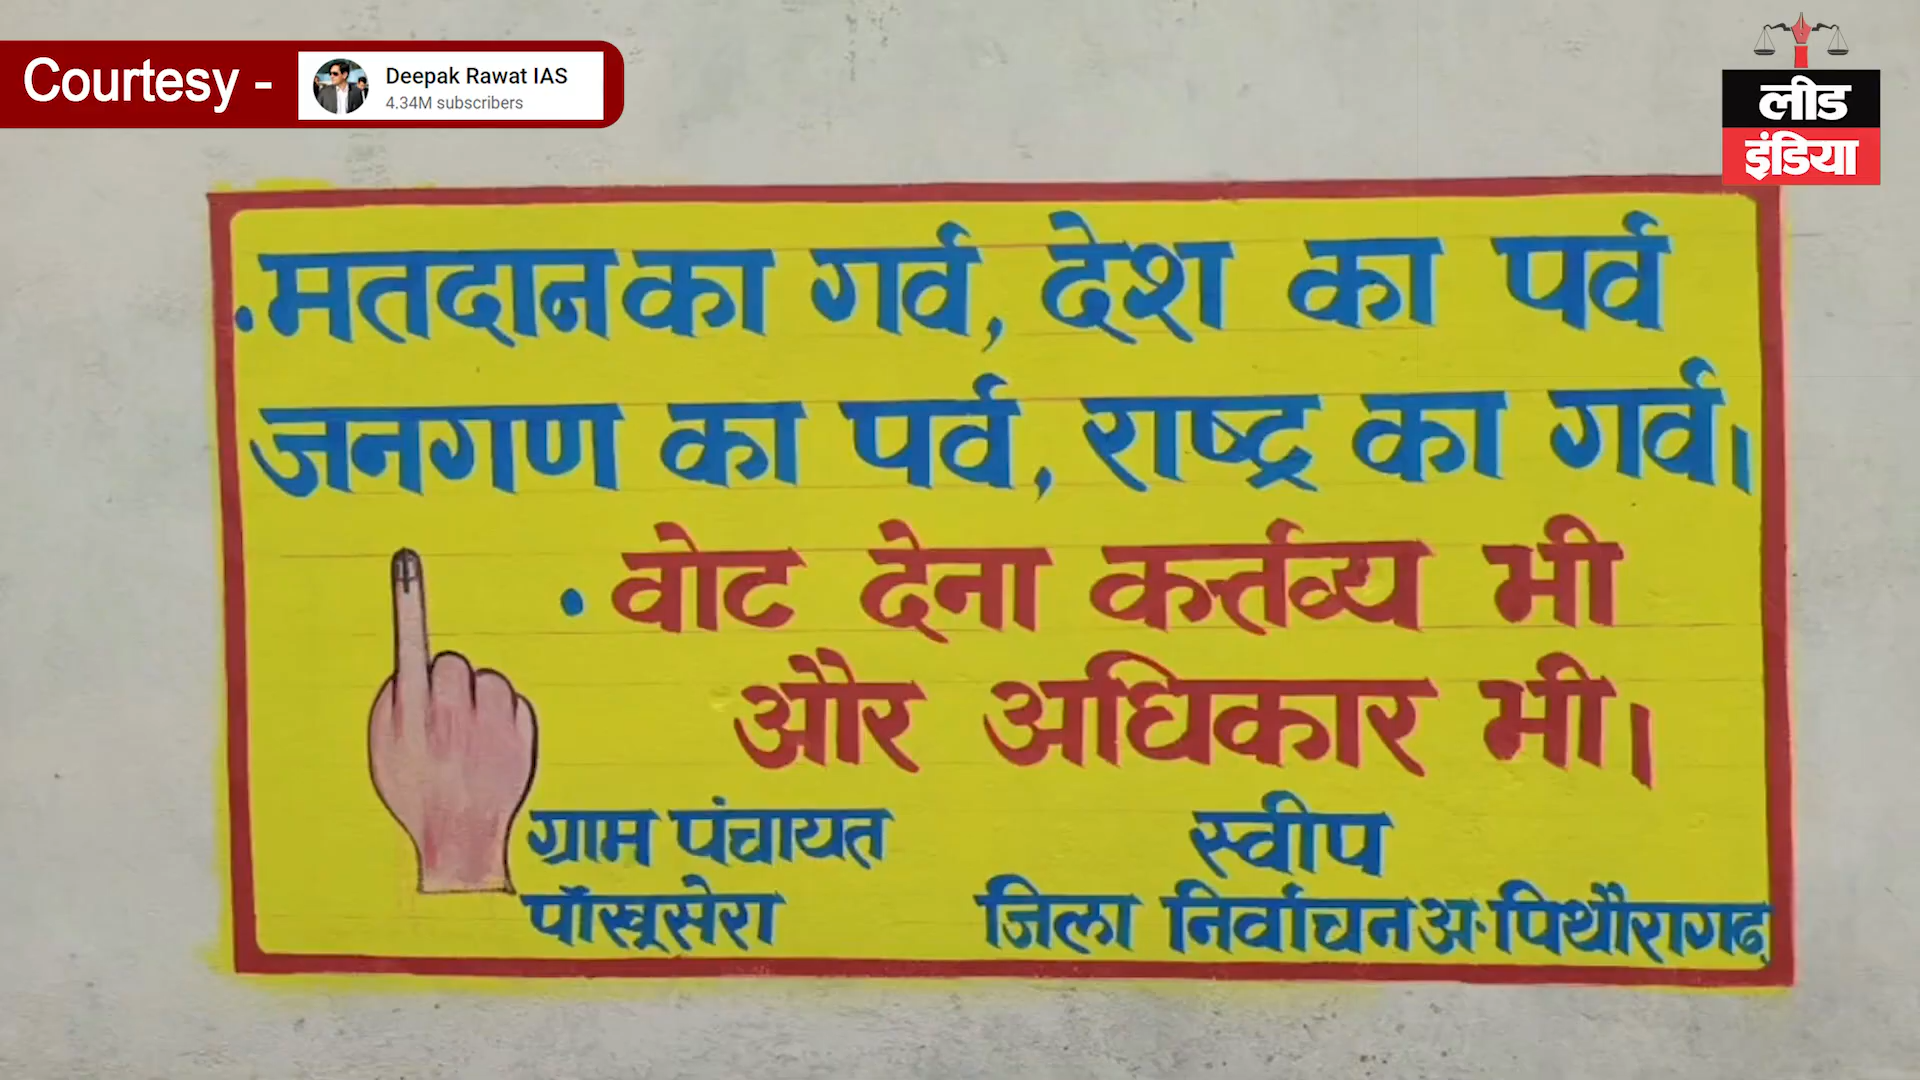 Courtesy -
Deepak Rawat IAS
4.34M subscribers
लीड
इंडिया
• मतदान का गर्व, देश का पर्व
जनगण का पर्व, राष्ट्र का गर्व।
• वोट देना कर्त्तव्य भी
और अधिकार भी।
ग्राम पंचायत
पॉखूसेरा
स्वीप
जिला निर्वाचन अ. पिथौरागढ़